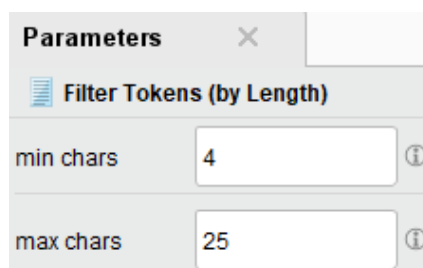 Parameters
Filter Tokens (by Length)
min chars 4
max chars 25